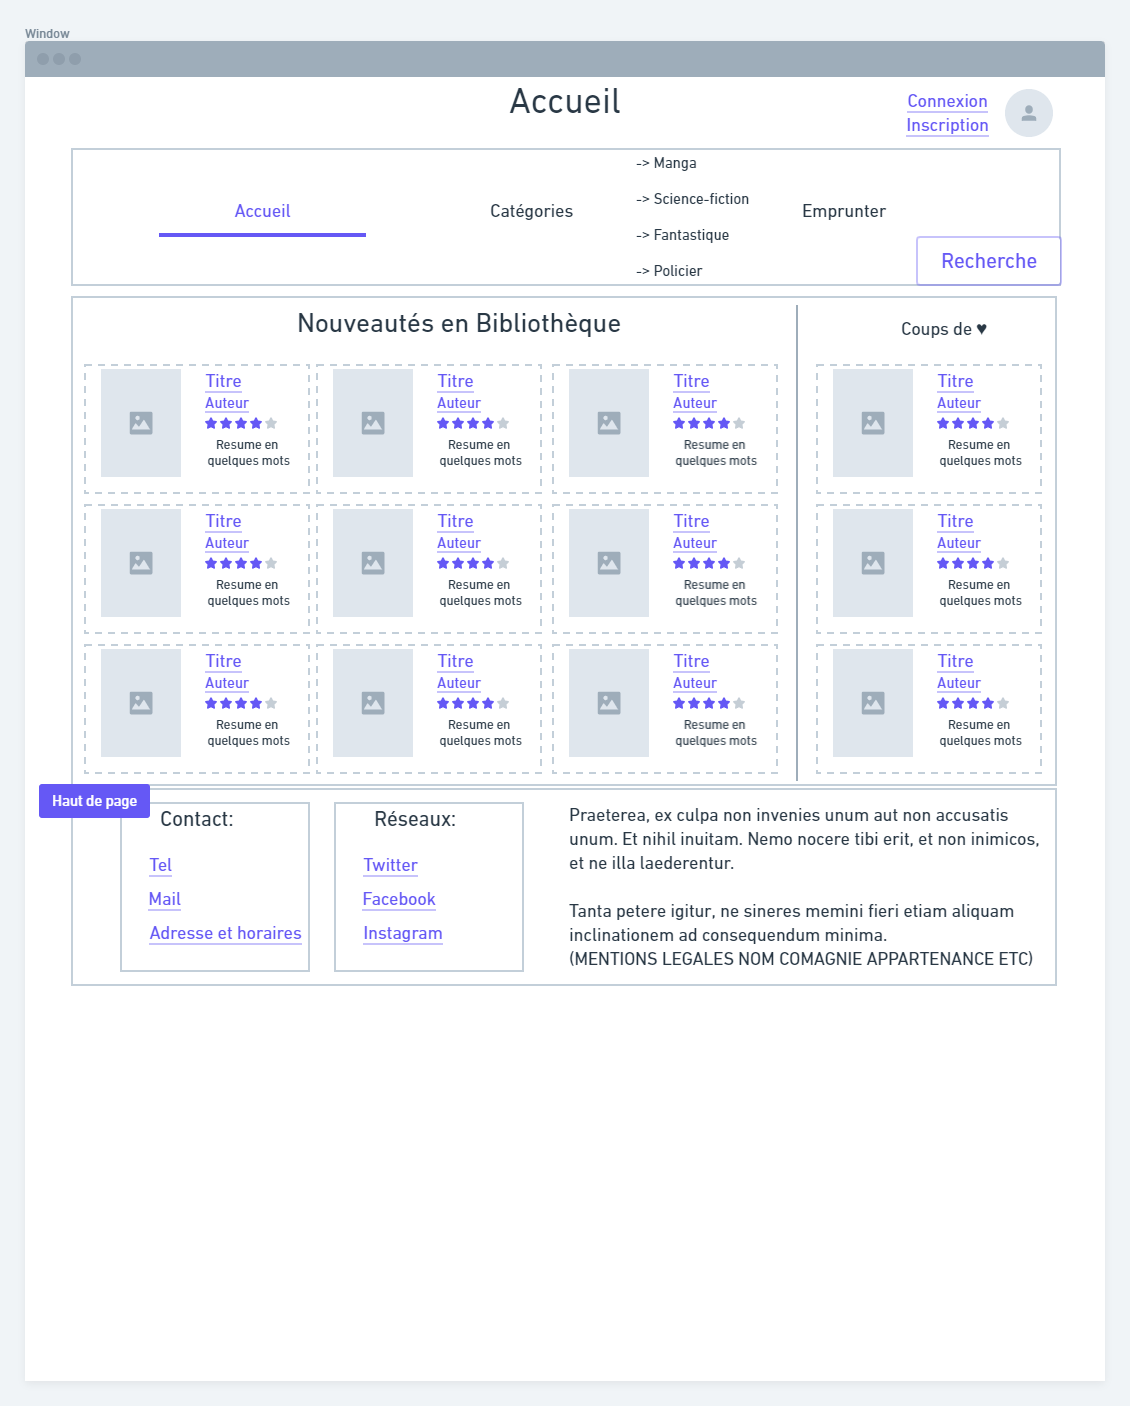 Window
Accueil
Connexion
Inscription
Accueil
Catégories
-> Manga
-> Science-fiction
-> Fantastique
-> Policier
Emprunter
Recherche
Nouveautés en Bibliothèque
Coups de ♥
Titre
Auteur
Resume en
quelques mots
Titre
Auteur
Resume en
quelques mots
Titre
Auteur
Resume en
quelques mots
Titre
Auteur
Resume en
quelques mots
Titre
Auteur
Resume en
quelques mots
Titre
Auteur
Resume en
quelques mots
Titre
Auteur
Resume en
quelques mots
Titre
Auteur
Resume en
quelques mots
Titre
Auteur
Resume en
quelques mots
Titre
Auteur
Resume en
quelques mots
Titre
Auteur
Resume en
quelques mots
Titre
Auteur
Resume en
quelques mots
Haut de page
Contact:
Tel
Mail
Adresse et horaires
Réseaux:
Twitter
Facebook
Instagram
Praeterea, ex culpa non invenies unum aut non accusatis
unum. Et nihil inuitam. Nemo nocere tibi erit, et non inimicos,
et ne illa laederentur.
Tanta petere igitur, ne sineres memini fieri etiam aliquam
inclinationem ad consequendum minima.
(MENTIONS LEGALES NOM COMAGNIE APPARTENANCE ETC)